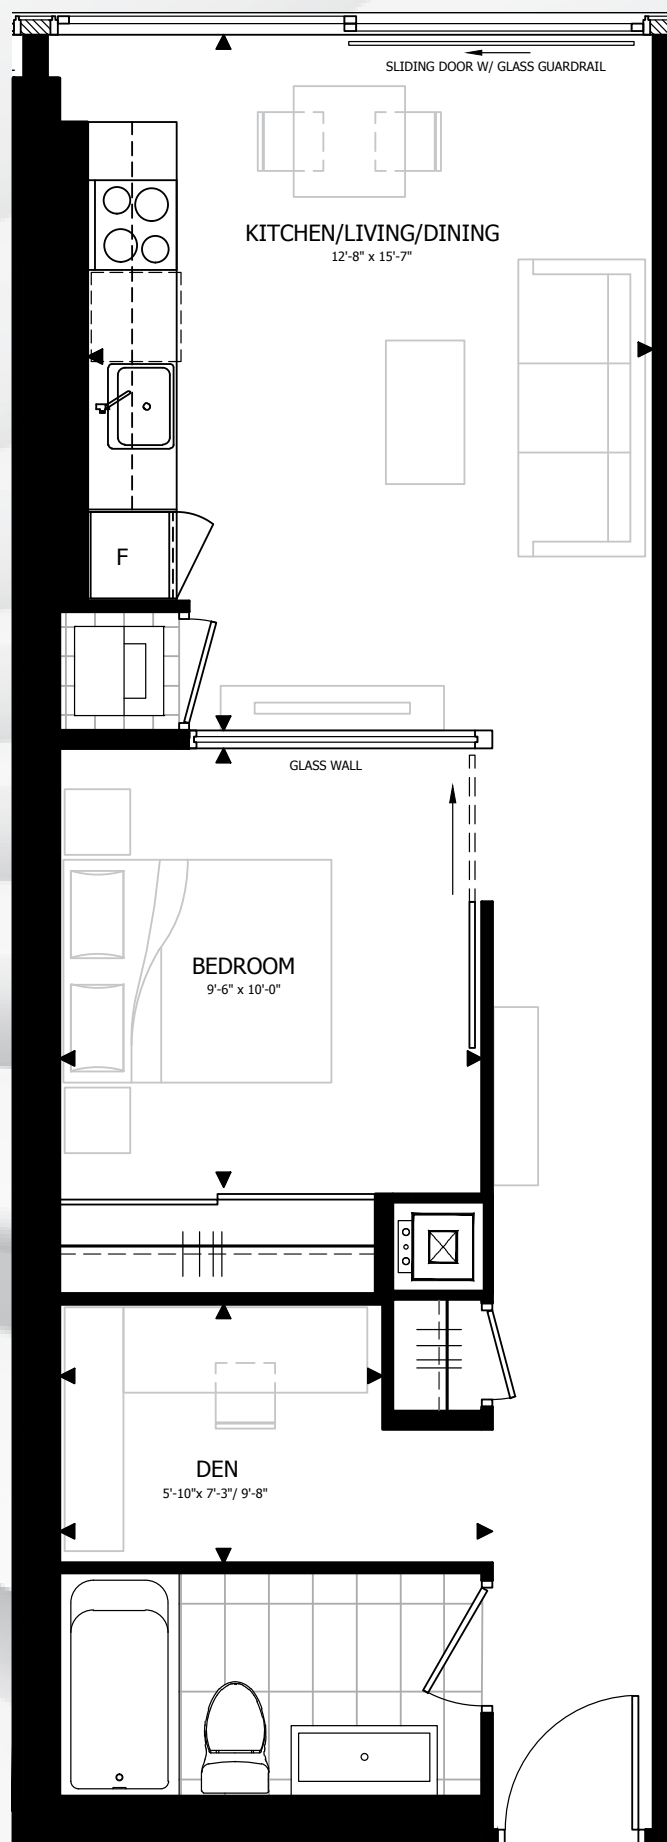 SLIDING DOOR W/ GLASS GUARDRAIL
KITCHEN/LIVING/DINING
12'-8" x 15'-7"
F
GLASS WALL
BEDROOM
9'-6" x 10'-0"
DEN
5'-10"x 7'-3"/ 9'-8"